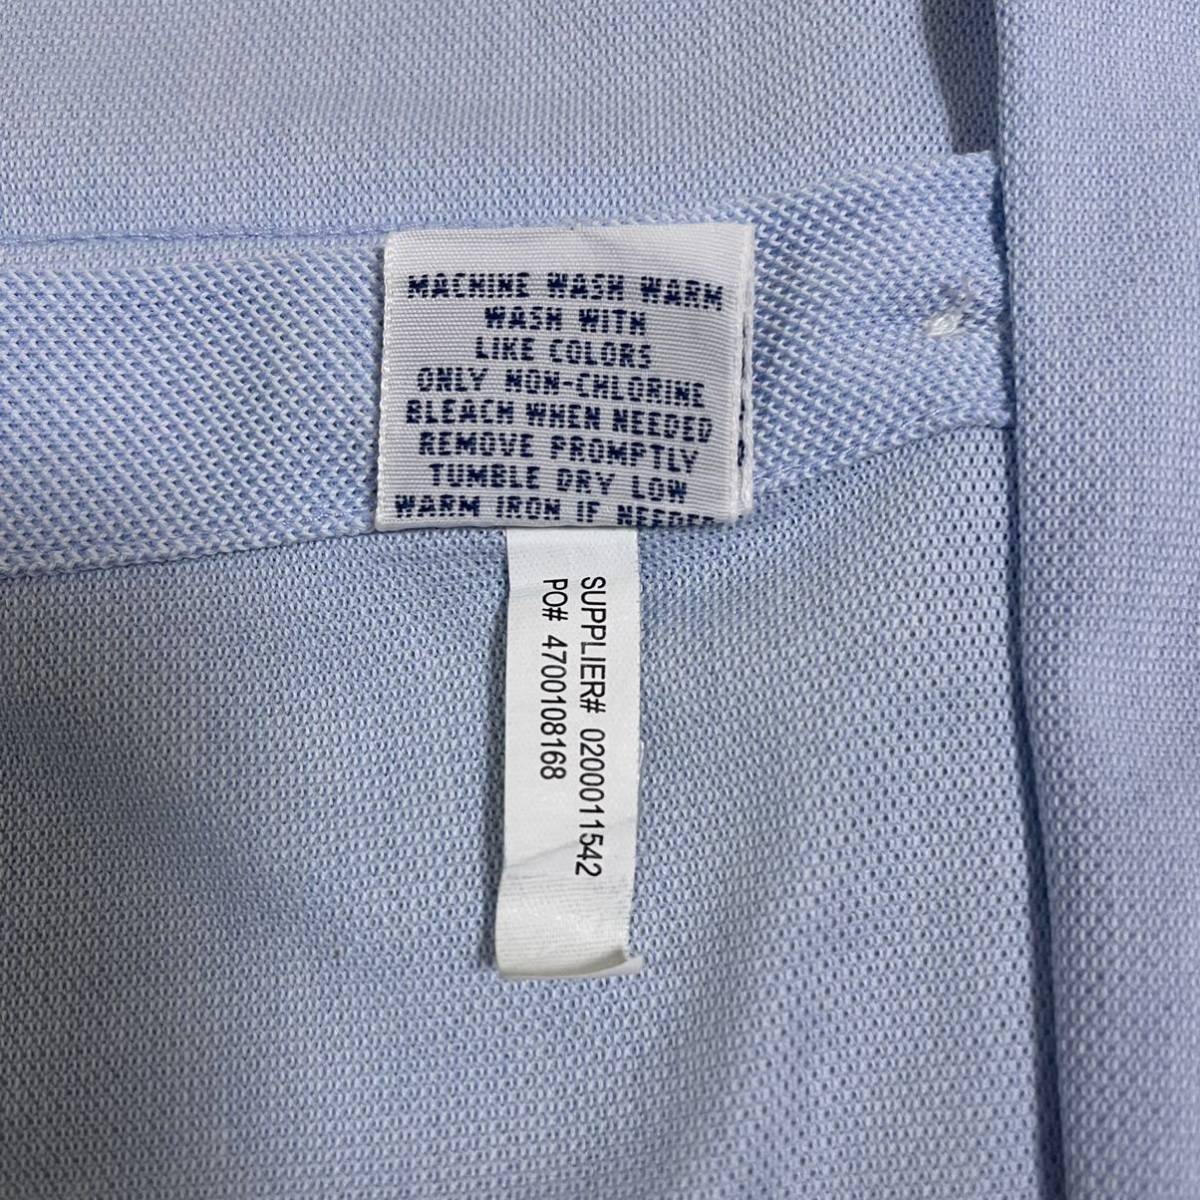 MACHINE WASH WARM
WASH WITH
LIKE COLORS
ONLY NON-CHLORINE
BLEACH WHEN NEEDED
REMOVE PROMPTLY
TUMBLE DRY LOW
WARM IRON IF NEEDED
SUPPLIER# 0200011542
PO# 4700108168